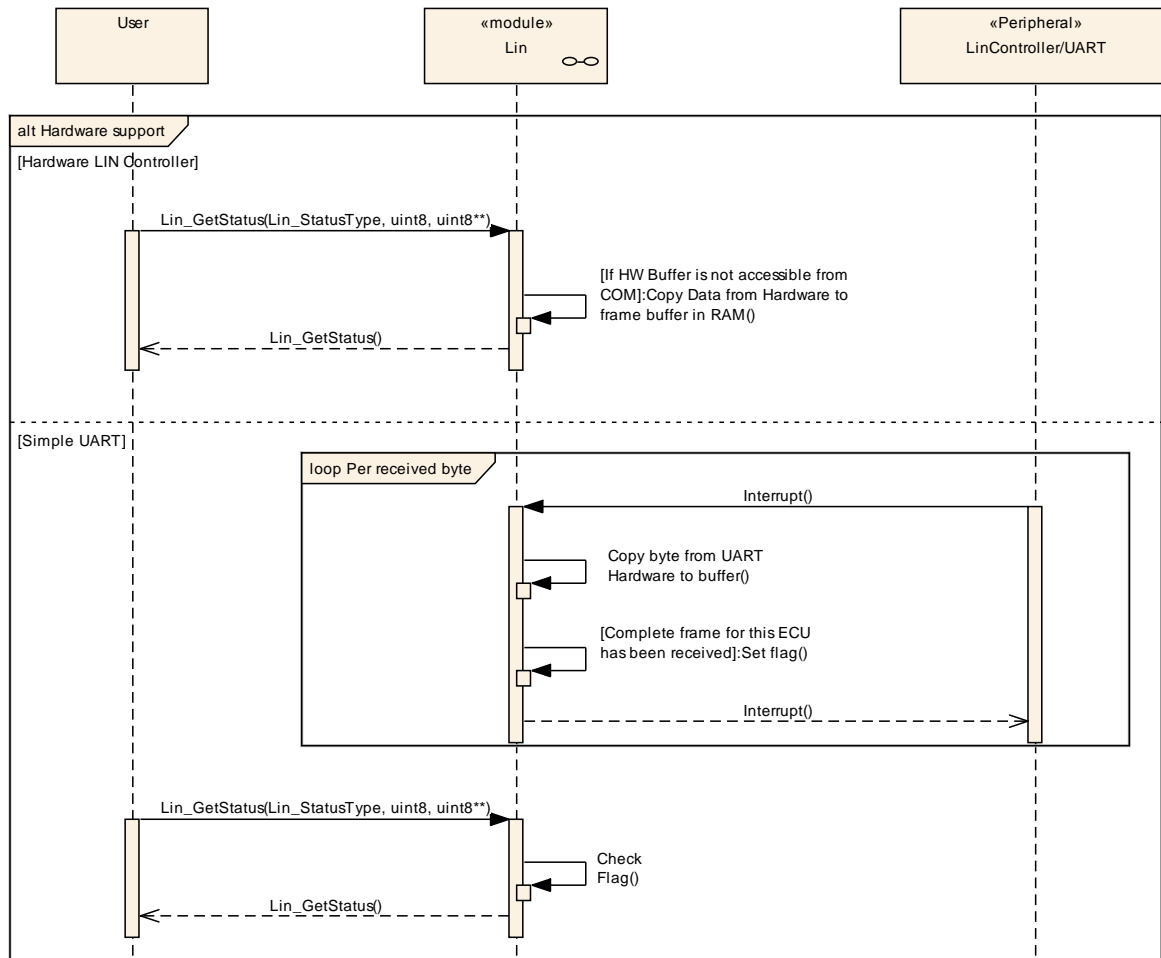 User
«module»
Lin
«Peripheral»
LinController/UART
alt Hardware support
[Hardware LIN Controller]
Lin_GetStatus(Lin_StatusType, uint8, uint8**)
[If HW Buffer is not accessible from
COM]:Copy Data from Hardware to
frame buffer in RAM()
Lin_GetStatus()
[Simple UART]
loop Per received byte
Interrupt()
Copy byte from UART
Hardware to buffer()
[Complete frame for this ECU
has been received]:Set flag()
Interrupt()
Lin_GetStatus(Lin_StatusType, uint8, uint8**)
Check
Flag()
Lin_GetStatus()